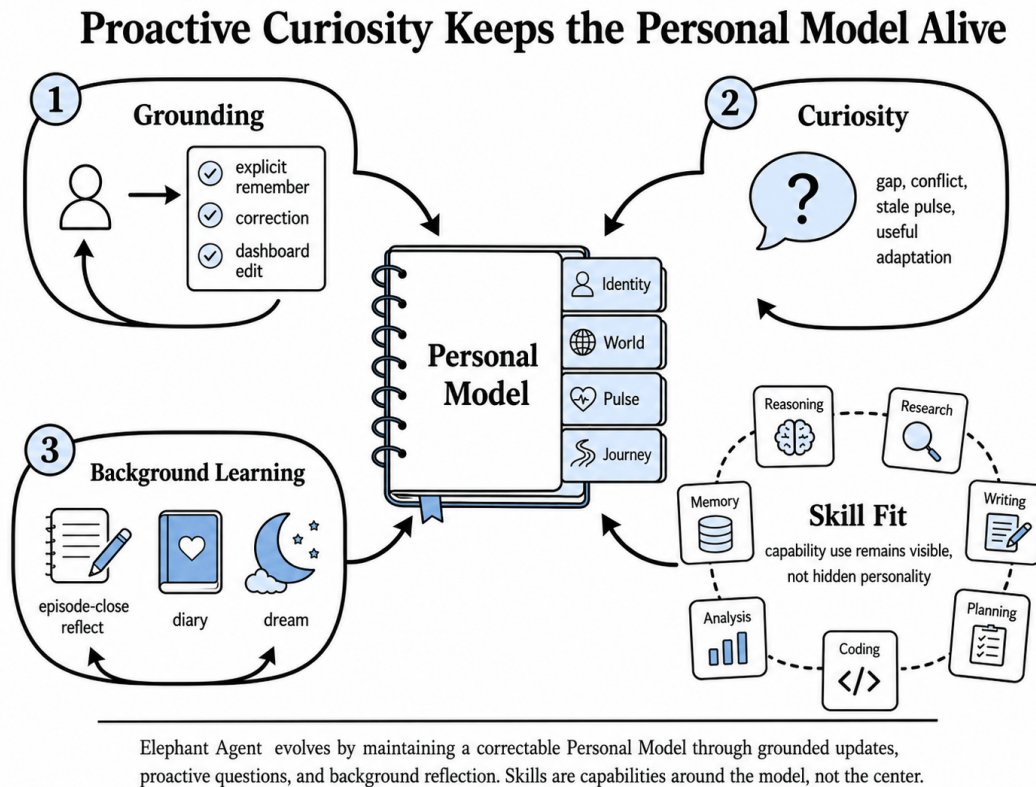 Proactive Curiosity Keeps the Personal Model Alive
1
Grounding
explicit
remember
correction
dashboard
edit
2
Curiosity
?
gap, conflict,
stale pulse,
useful
adaptation
Personal
Model
Identity
World
Pulse
Journey
3
Background Learning
episode-close
reflect
diary
dream
Reasoning
Research
Memory
Writing
Skill Fit
capability use remains visible,
not hidden personality
Analysis
Planning
Coding
</>
Elephant Agent evolves by maintaining a correctable Personal Model through grounded updates,
proactive questions, and background reflection. Skills are capabilities around the model, not the center.